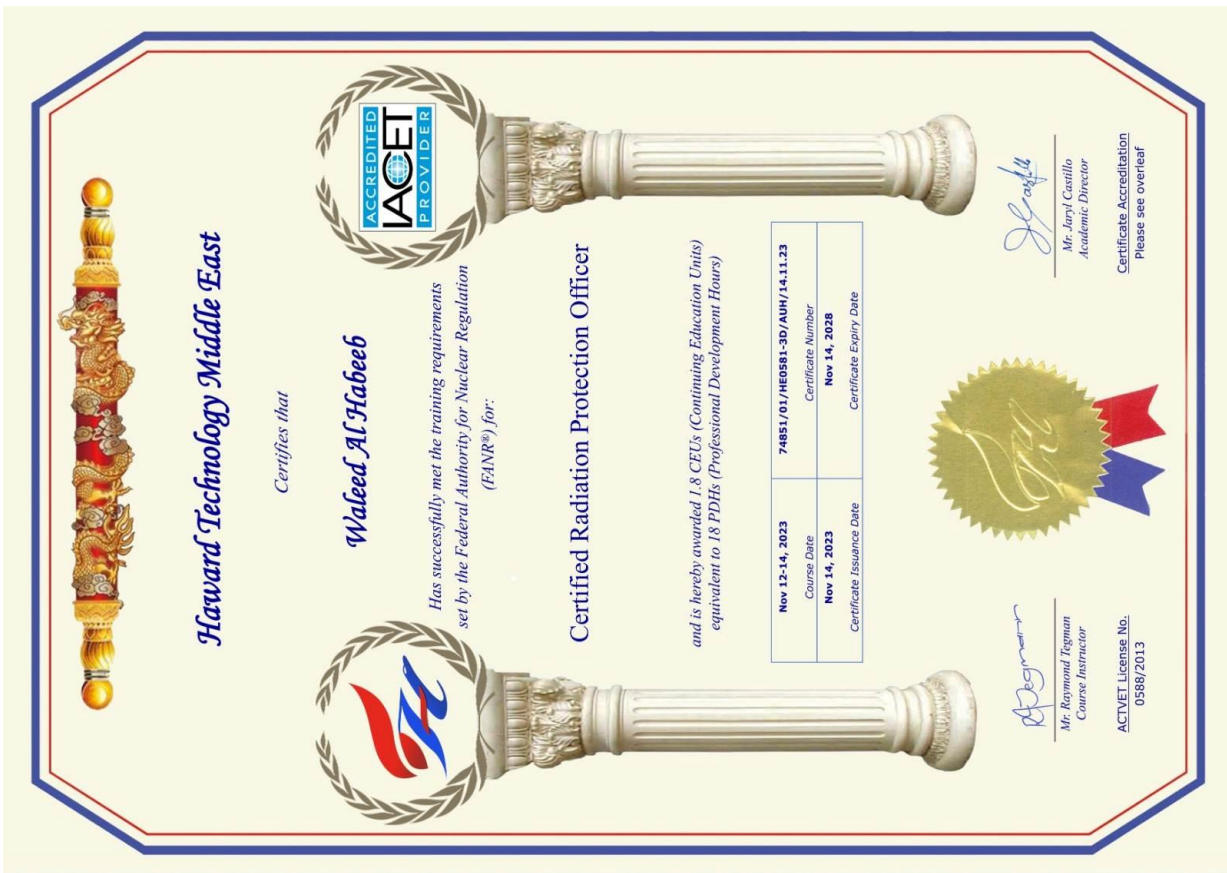 Haward Technology Middle East
Certifies that
Waleed Al Habeeb
Has successfully met the training requirements
set by the Federal Authority for Nuclear Regulation
(FANR®) for:
ACCREDITED
IACET
PROVIDER
Certified Radiation Protection Officer
and is hereby awarded 1.8 CEUs (Continuing Education Units)
equivalent to 18 PDHs (Professional Development Hours)
Nov 12-14, 2023
Course Date
74851/01/HE0581-3D/AUH/14.11.23
Certificate Number
Nov 14, 2023
Certificate Issuance Date
Nov 14, 2028
Certificate Expiry Date
Mr. Raymond Tegman
Course Instructor
ACTVET License No.
0588/2013
Mr. Jaryl Castillo
Academic Director
Certificate Accreditation
Please see overleaf